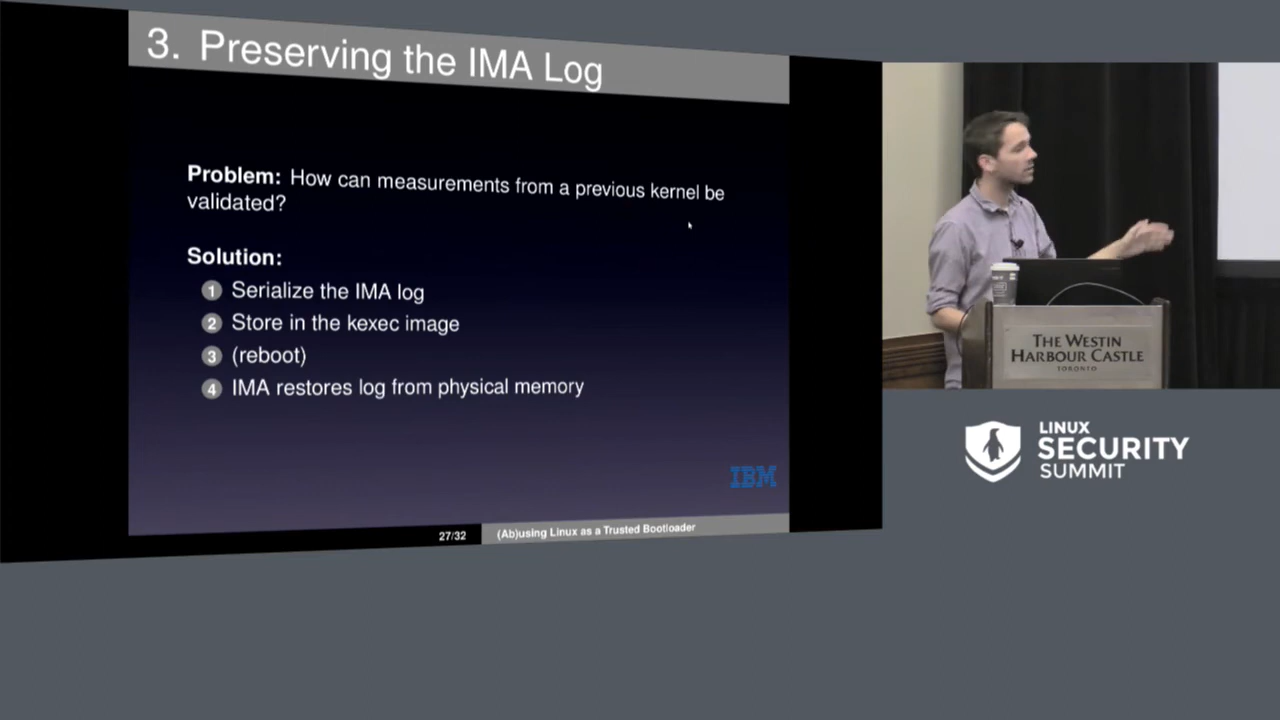 3. Preserving the IMA Log
Problem: How can measurements from a previous kernel be
validated?
Solution:
1 Serialize the IMA log
2 Store in the kexec image
3 (reboot)
4 IMA restores log from physical memory
IBM
27/32 (Ab)using Linux as a Trusted Bootloader
THE WESTIN
HARBOUR CASTLE
TORONTO
LINUX
SECURITY
SUMMIT